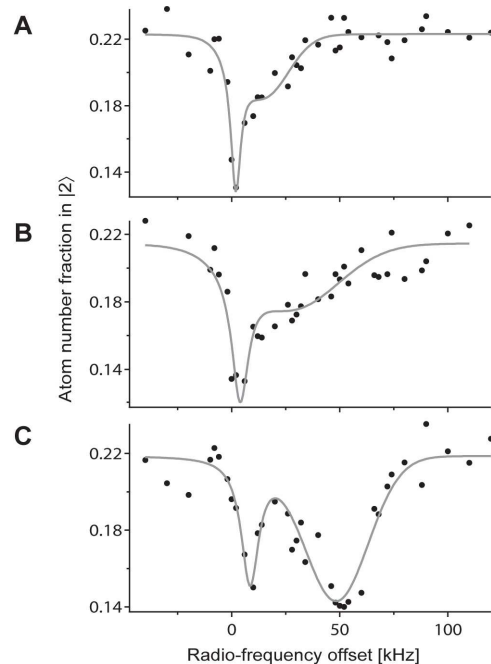 A
0.22
0.18
0.14
B
0.22
0.18
0.14
Atom number fraction in |2⟩
C
0.22
0.18
0.14
0
50
100
Radio-frequency offset [kHz]